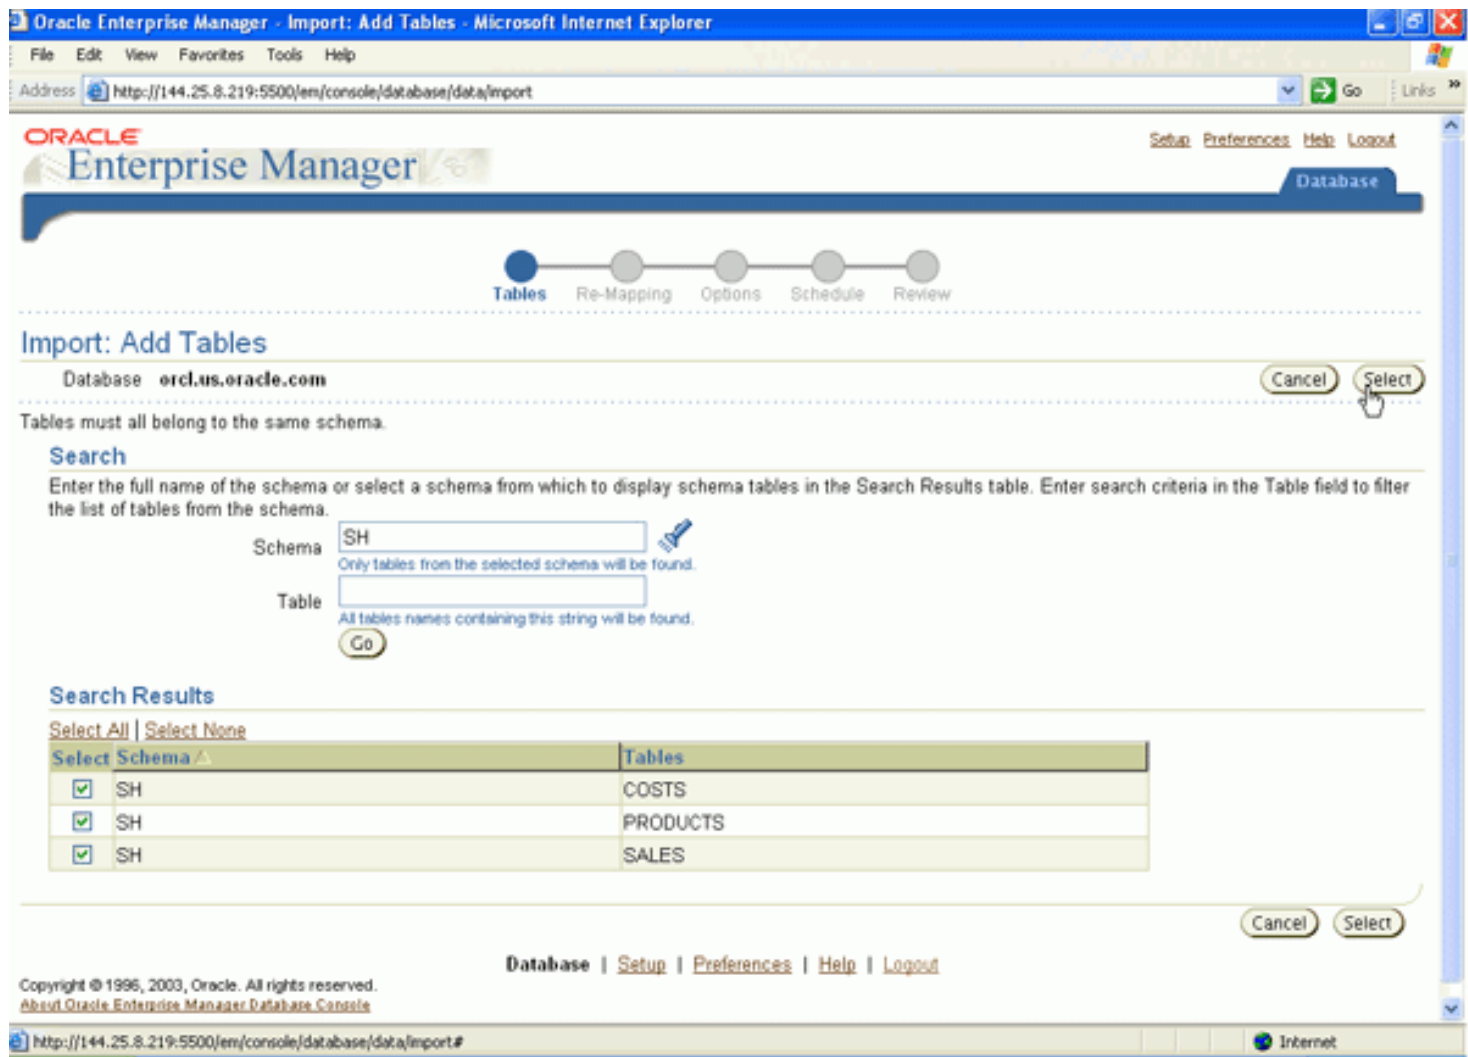 Oracle Enterprise Manager - Import: Add Tables - Microsoft Internet Explorer
File Edit View Favorites Tools Help
Address http://144.25.8.219:5500/em/console/database/data/import Go Links »
ORACLE
Enterprise Manager
Setup Preferences Help Logout
Database
Tables Re-Mapping Options Schedule Review
Import: Add Tables
Database orcl.us.oracle.com Cancel Select
Tables must all belong to the same schema.
Search
Enter the full name of the schema or select a schema from which to display schema tables in the Search Results table. Enter search criteria in the Table field to filter
the list of tables from the schema.
Schema SH
Only tables from the selected schema will be found.
Table
All tables names containing this string will be found.
Go
Search Results
Select All | Select None
Select Schema Tables
SH COSTS
SH PRODUCTS
SH SALES
Cancel Select
Database | Setup | Preferences | Help | Logout
Copyright © 1996, 2003, Oracle. All rights reserved.
About Oracle Enterprise Manager Database Console
http://144.25.8.219:5500/em/console/database/data/import# Internet